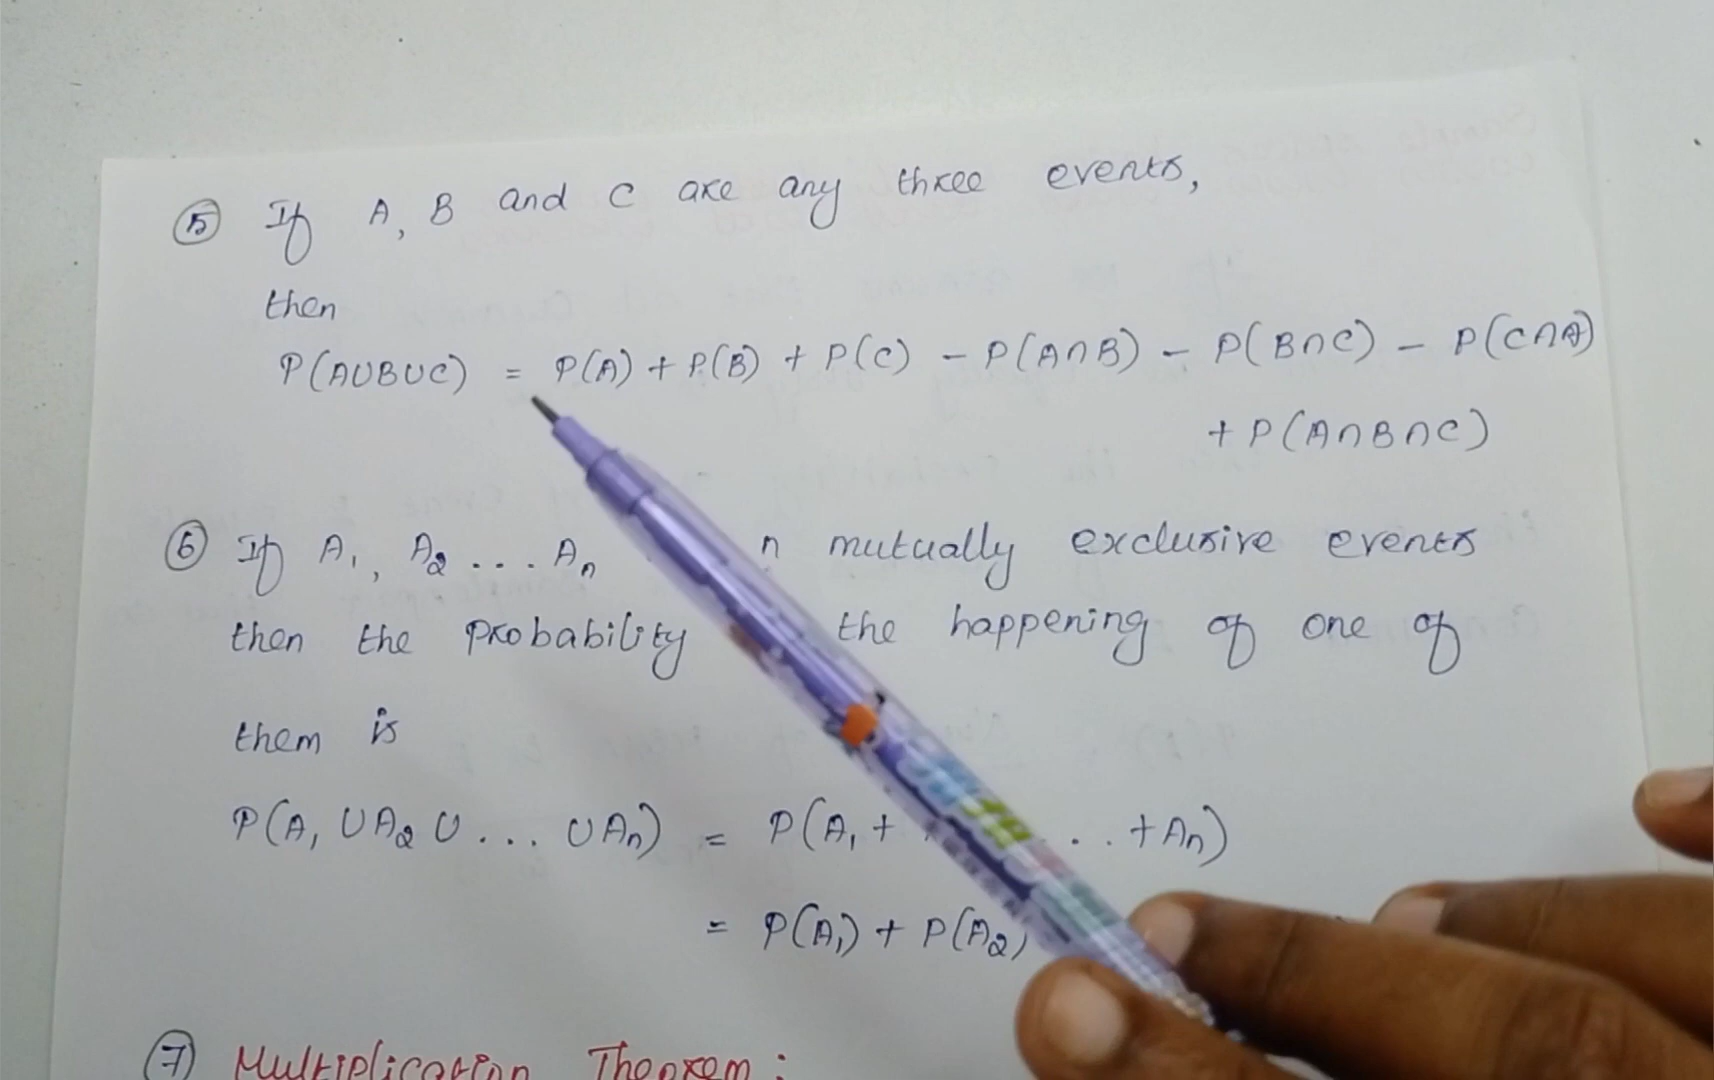 ⑤ If A, B and C are any three events,
then
P(A∪B∪C) = P(A) + P(B) + P(C) - P(A∩B) - P(B∩C) - P(C∩A)
+ P(A∩B∩C)
⑥ If A₁, A₂ ... Aₙ n mutually exclusive events
then the probability the happening of one of
them is
P(A₁ ∪ A₂ ∪ ... ∪ Aₙ) = P(A₁ + . . + Aₙ)
= P(A₁) + P(A₂)
⑦ Multiplication Theorem :